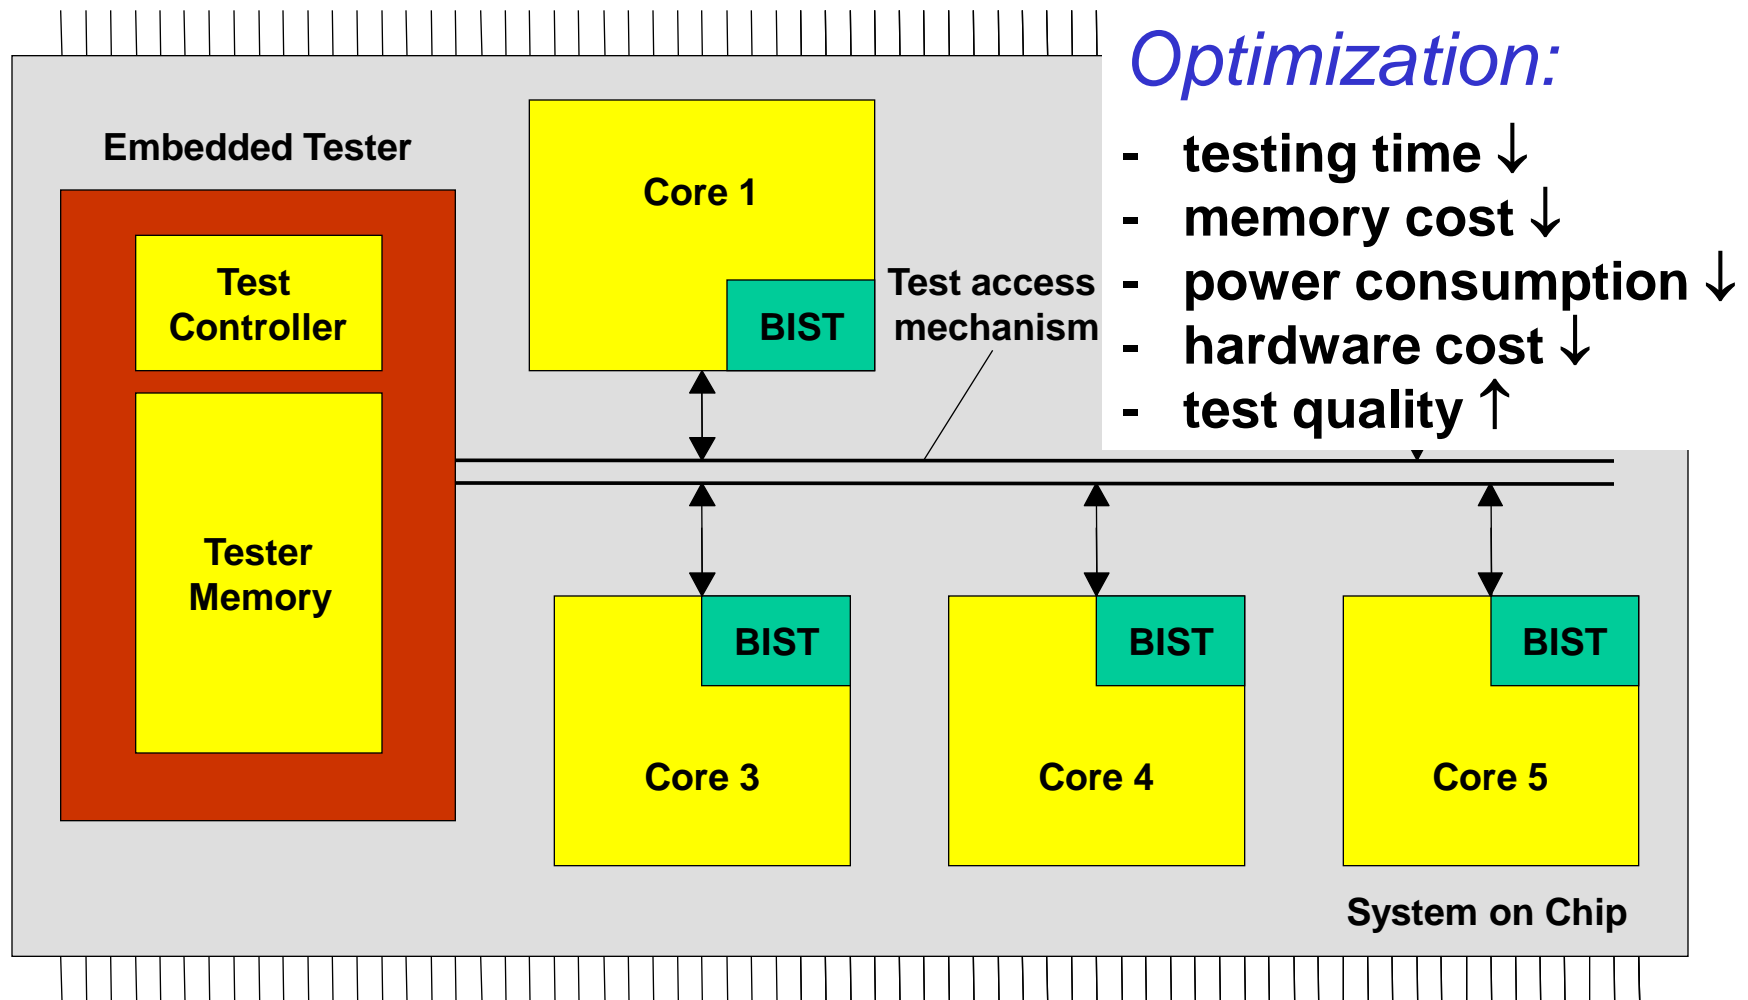 Optimization:
- testing time ↓
- memory cost ↓
- power consumption ↓
- hardware cost ↓
- test quality ↑
Embedded Tester
Test
Controller
Tester
Memory
Core 1
BIST
Test access
mechanism
BIST
Core 3
BIST
Core 4
BIST
Core 5
System on Chip